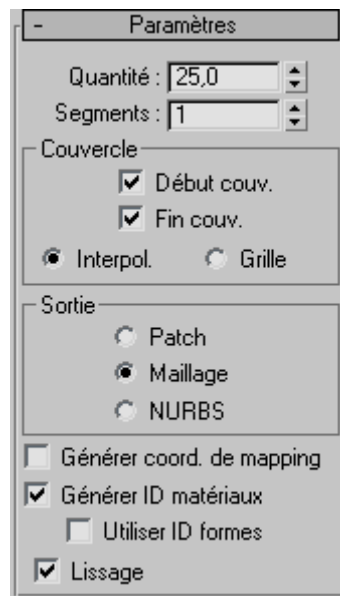 - Paramètres
Quantité : 25,0
Segments : 1
Couvercle
Début couv.
Fin couv.
Interpol. Grille
Sortie
Patch
Maillage
NURBS
Générer coord. de mapping
Générer ID matériaux
Utiliser ID formes
Lissage